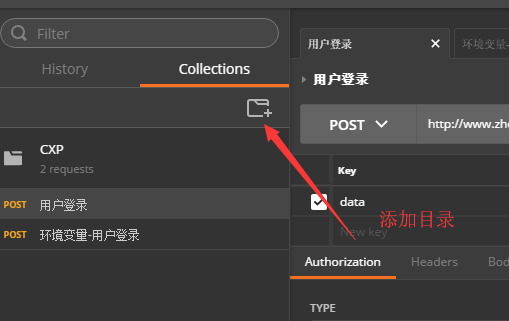 Filter
History
Collections
CXP
2 requests
POST 用户登录
POST 环境变量-用户登录
用户登录
环境变量-
用户登录
POST
http://www.zh
Key
data
New key
添加目录
Authorization
Headers
Bod
TYPE